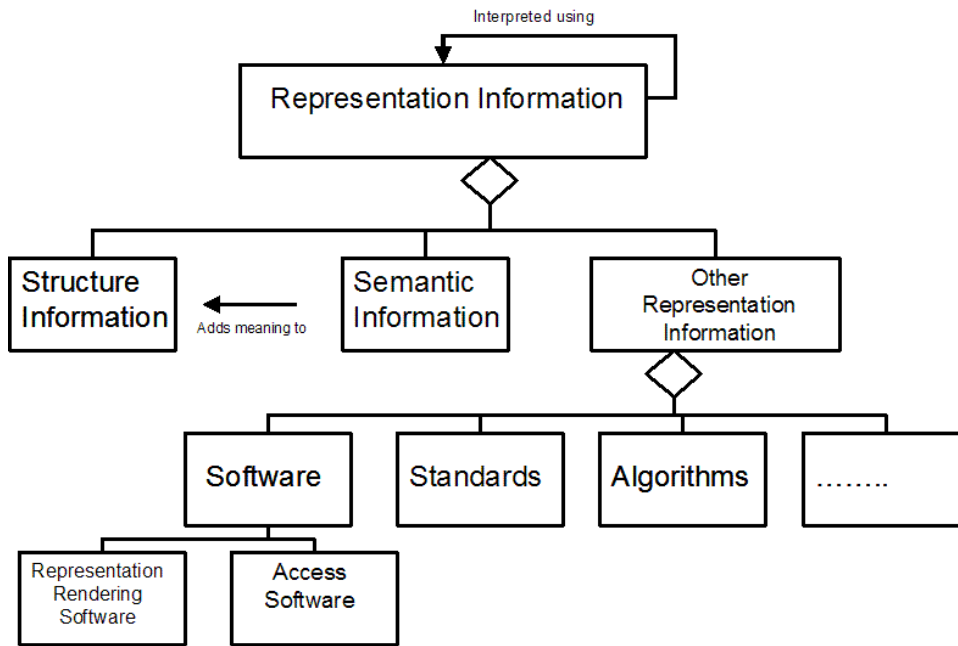 Interpreted using
Representation Information
Structure
Information
Adds meaning to
Semantic
Information
Other
Representation
Information
Software
Standards
Algorithms
……..
Representation
Rendering
Software
Access
Software